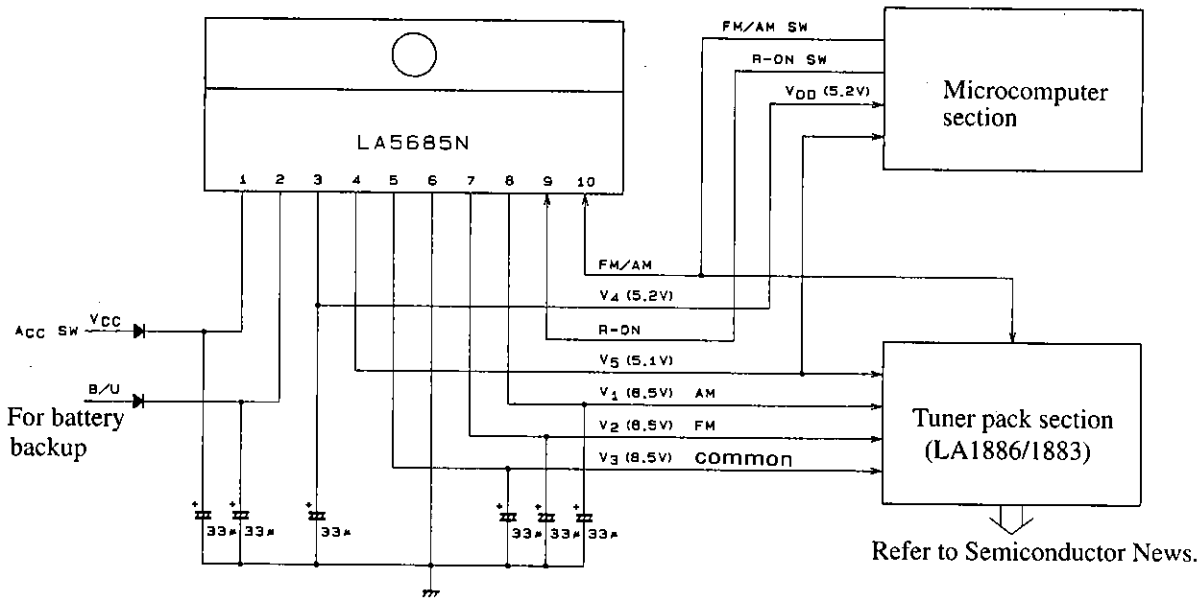 FM/AM SW
R-ON SW
VDD (5.2V)
Microcomputer
section
LA5685N
1 2 3 4 5 6 7 8 9 10
FM/AM
V4 (5.2V)
R-ON
V5 (5.1V)
V1 (8.5V) AM
V2 (8.5V) FM
V3 (8.5V) common
ACC SW VCC
B/U
For battery
backup
Tuner pack section
(LA1886/1883)
+ + + + + +
33μ 33μ 33μ 33μ 33μ 33μ
Refer to Semiconductor News.